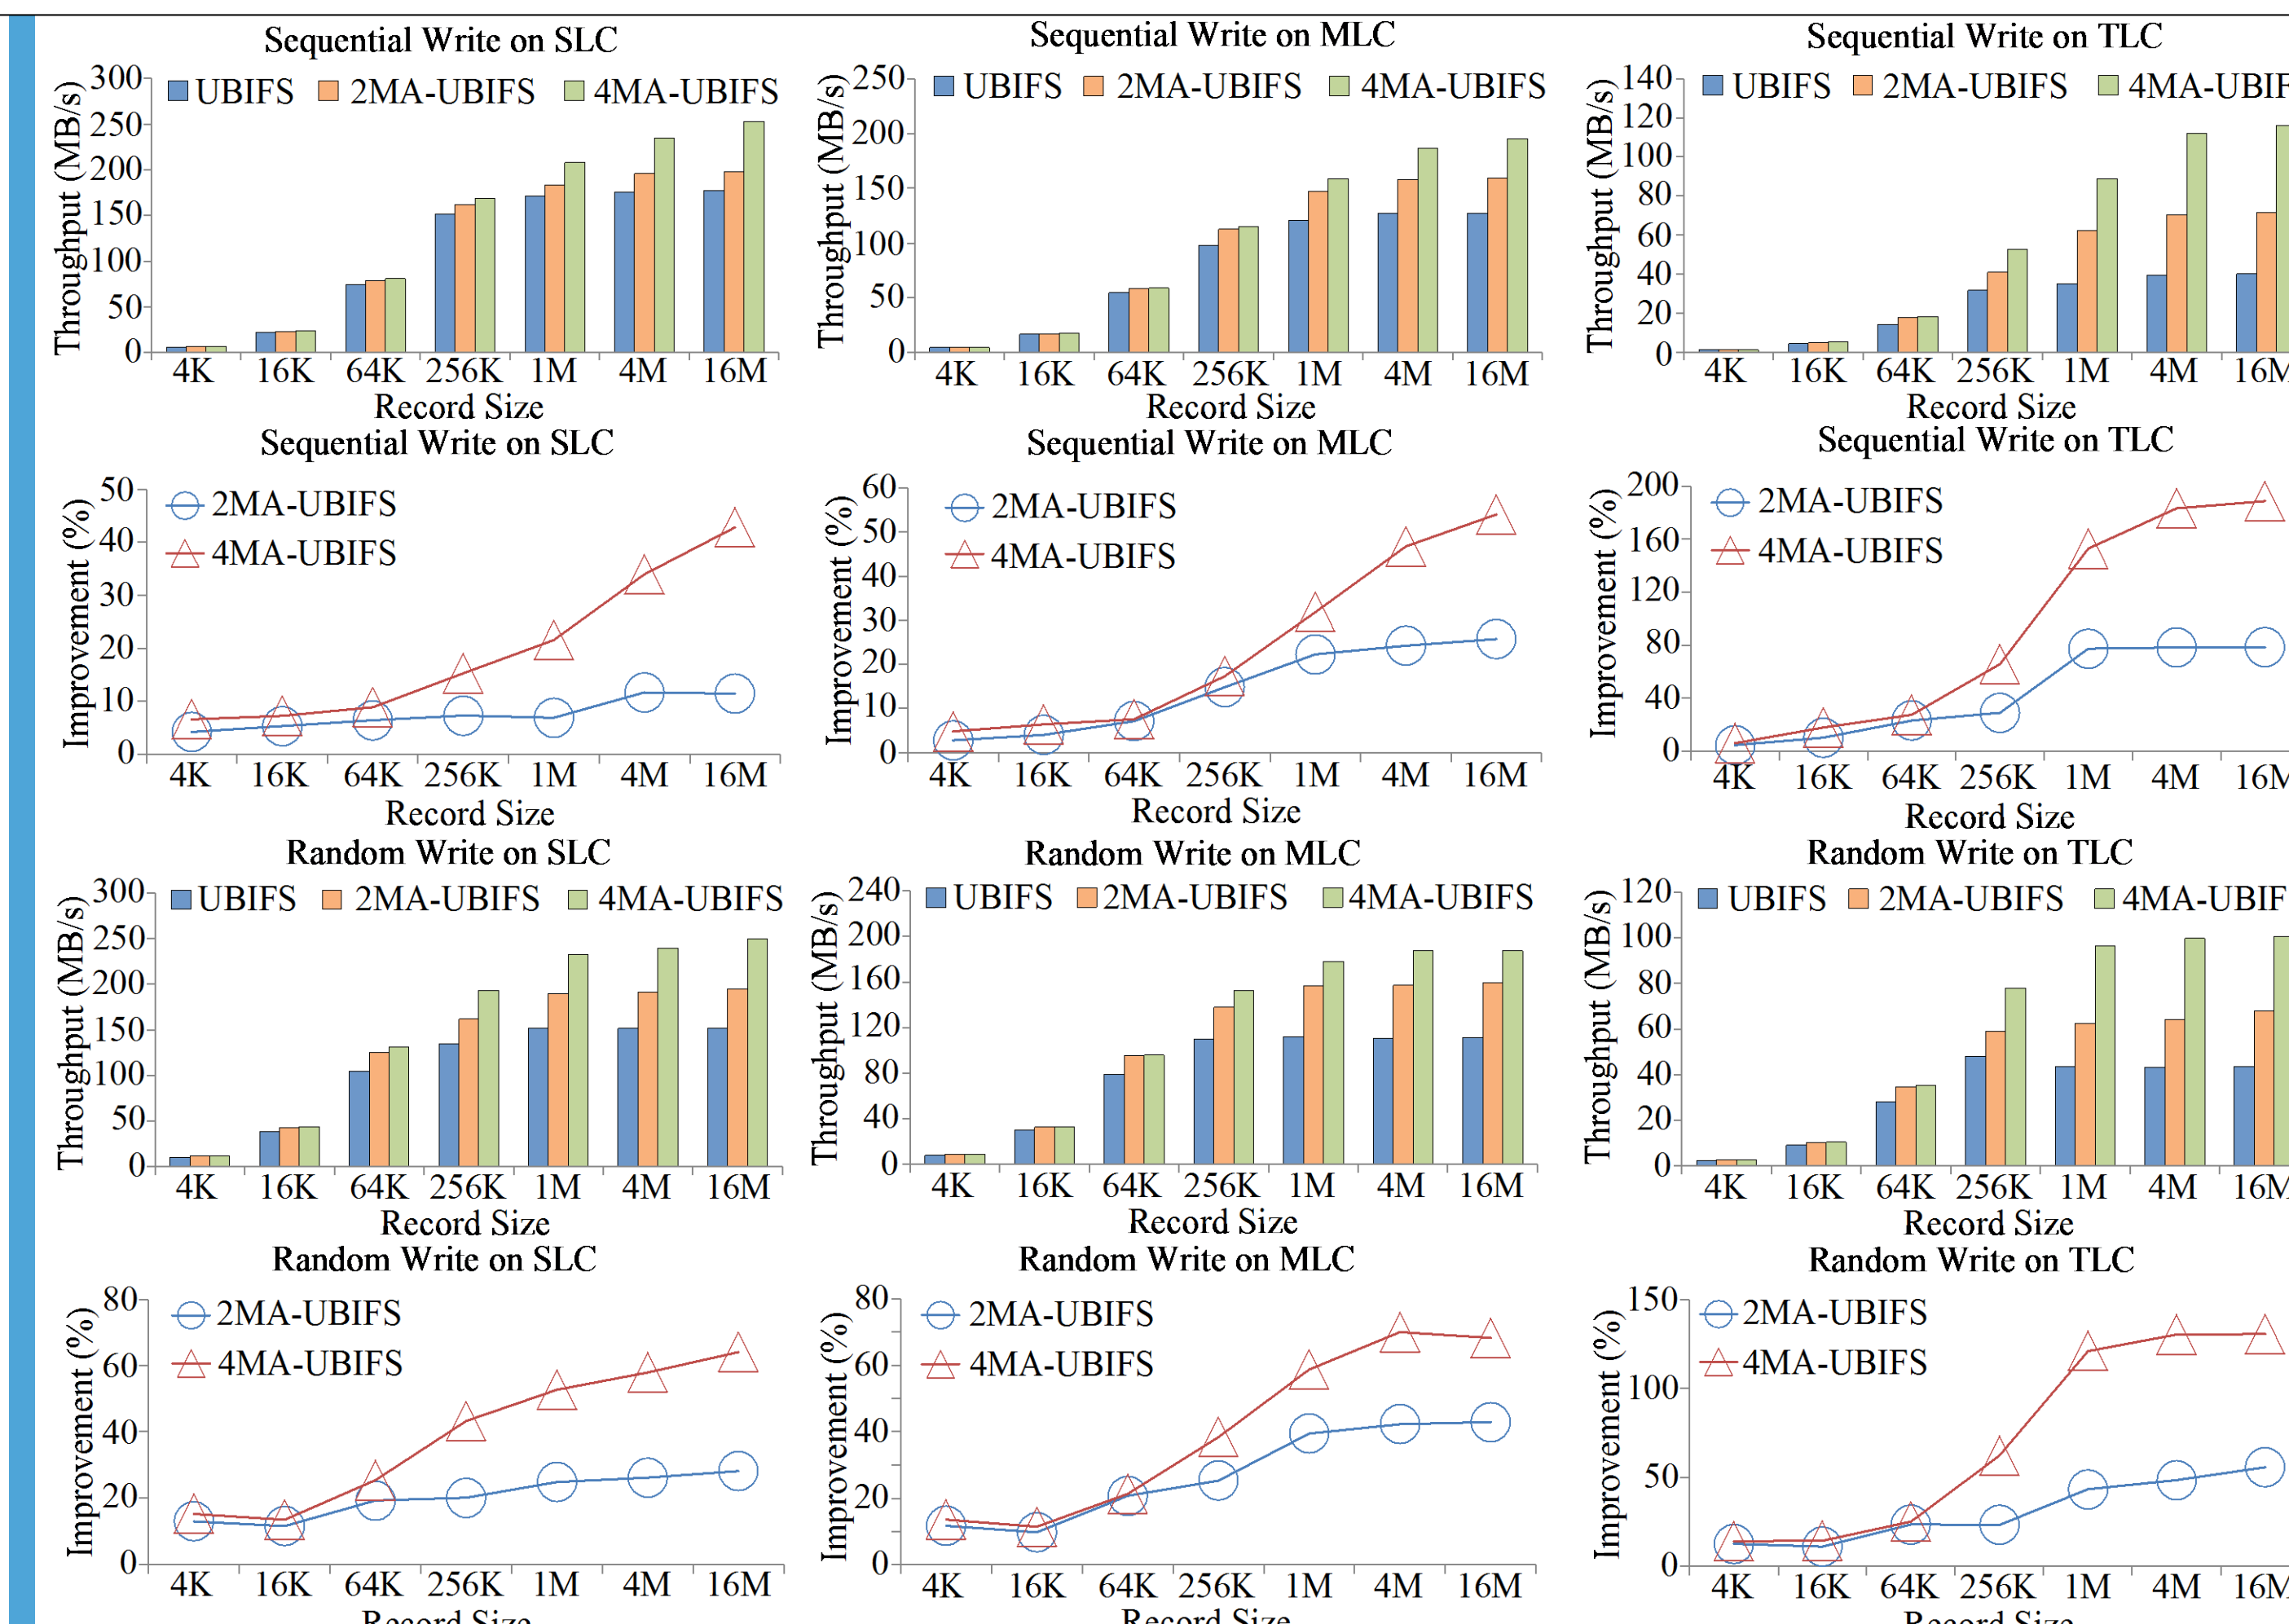 Sequential Write on SLC
Throughput (MB/s)
300
250
200
150
100
50
0
UBIFS 2MA-UBIFS 4MA-UBIFS
4K 16K 64K 256K 1M 4M 16M
Record Size
Sequential Write on MLC
Throughput (MB/s)
250
200
150
100
50
0
UBIFS 2MA-UBIFS 4MA-UBIFS
4K 16K 64K 256K 1M 4M 16M
Record Size
Sequential Write on TLC
Throughput (MB/s)
140
120
100
80
60
40
20
0
UBIFS 2MA-UBIFS 4MA-UBIF
4K 16K 64K 256K 1M 4M 16M
Record Size
Sequential Write on SLC
Improvement (%)
50
40
30
20
10
0
2MA-UBIFS
4MA-UBIFS
4K 16K 64K 256K 1M 4M 16M
Record Size
Sequential Write on MLC
Improvement (%)
60
50
40
30
20
10
0
2MA-UBIFS
4MA-UBIFS
4K 16K 64K 256K 1M 4M 16M
Record Size
Sequential Write on TLC
Improvement (%)
200
160
120
80
40
0
2MA-UBIFS
4MA-UBIFS
4K 16K 64K 256K 1M 4M 16M
Record Size
Random Write on SLC
Throughput (MB/s)
300
250
200
150
100
50
0
UBIFS 2MA-UBIFS 4MA-UBIFS
4K 16K 64K 256K 1M 4M 16M
Record Size
Random Write on MLC
Throughput (MB/s)
240
200
160
120
80
40
0
UBIFS 2MA-UBIFS 4MA-UBIFS
4K 16K 64K 256K 1M 4M 16M
Record Size
Random Write on TLC
Throughput (MB/s)
120
100
80
60
40
20
0
UBIFS 2MA-UBIFS 4MA-UBIF
4K 16K 64K 256K 1M 4M 16M
Record Size
Random Write on SLC
Improvement (%)
80
60
40
20
0
2MA-UBIFS
4MA-UBIFS
4K 16K 64K 256K 1M 4M 16M
Record Size
Random Write on MLC
Improvement (%)
80
60
40
20
0
2MA-UBIFS
4MA-UBIFS
4K 16K 64K 256K 1M 4M 16M
Record Size
Random Write on TLC
Improvement (%)
150
100
50
0
2MA-UBIFS
4MA-UBIFS
4K 16K 64K 256K 1M 4M 16M
Record Size